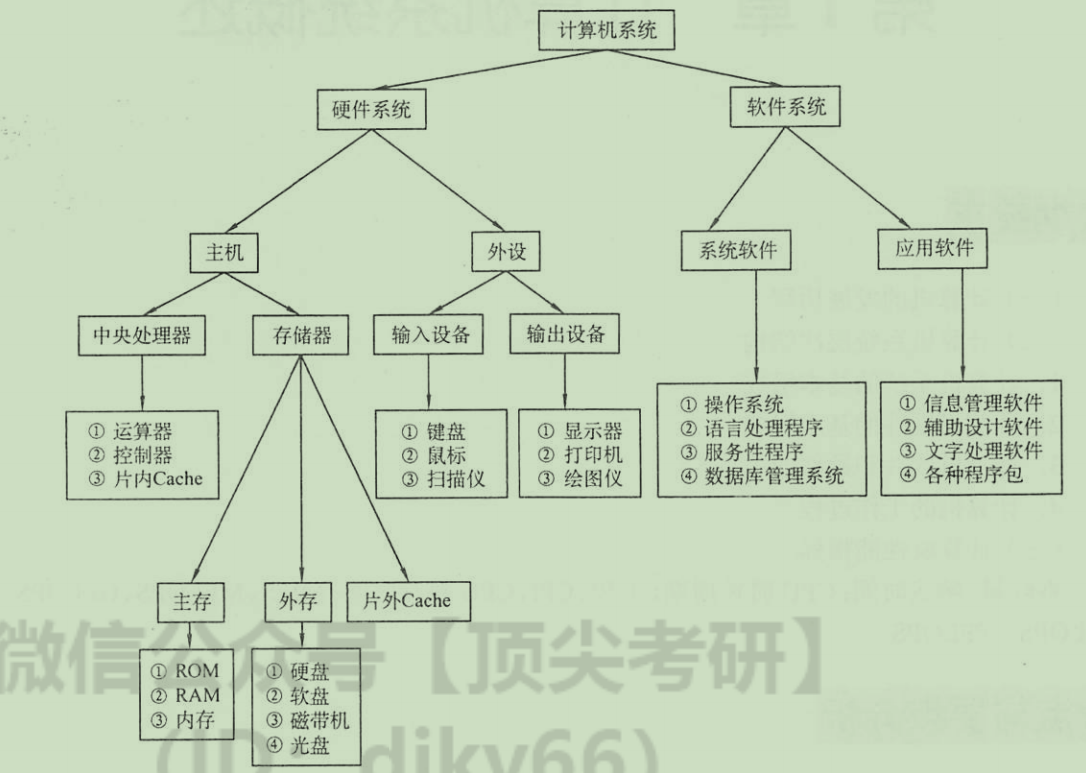 计算机系统
硬件系统
软件系统
主机
外设
系统软件
应用软件
中央处理器
存储器
输入设备
输出设备
① 运算器
② 控制器
③ 片内Cache
① 键盘
② 鼠标
③ 扫描仪
① 显示器
② 打印机
③ 绘图仪
① 操作系统
② 语言处理程序
③ 服务性程序
④ 数据库管理系统
① 信息管理软件
② 辅助设计软件
③ 文字处理软件
④ 各种程序包
主存
外存
片外Cache
① ROM
② RAM
③ 内存
① 硬盘
② 软盘
③ 磁带机
④ 光盘
微信公众号【顶尖考研】
(ID: djky66)